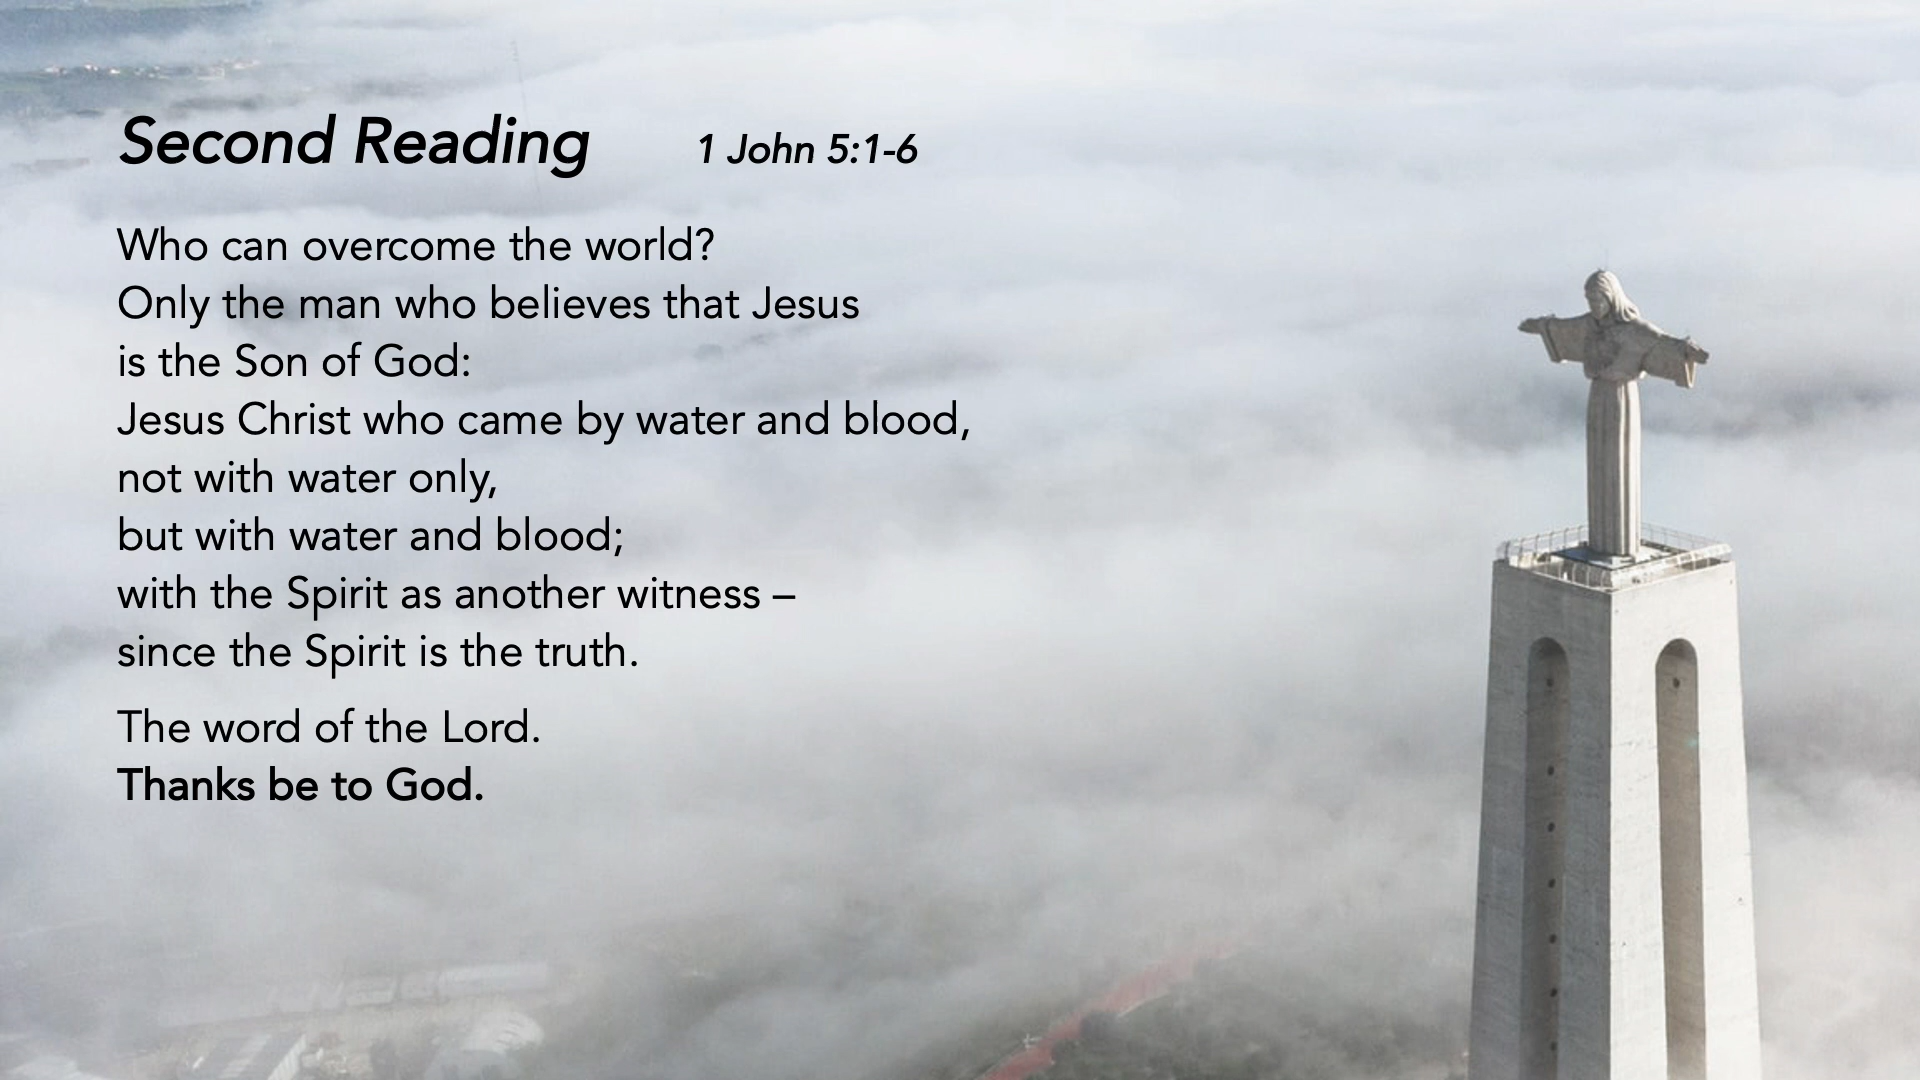 Second Reading 1 John 5:1-6
Who can overcome the world?
Only the man who believes that Jesus
is the Son of God:
Jesus Christ who came by water and blood,
not with water only,
but with water and blood;
with the Spirit as another witness –
since the Spirit is the truth.
The word of the Lord.
Thanks be to God.